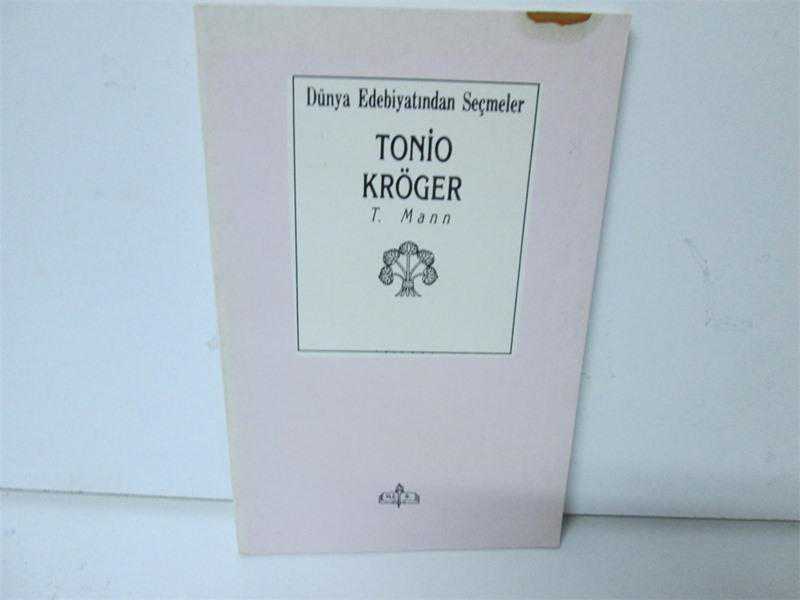 Dünya Edebiyatından Seçmeler
TONİO
KRÖGER
T. Mann